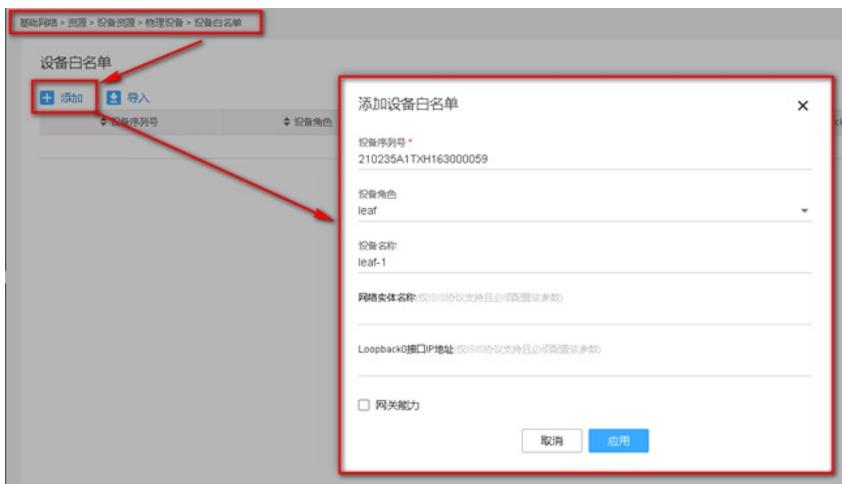 基础网络 > 资源 > 设备资源 > 物理设备 > 设备白名单
设备白名单
添加 导入
设备序列号 设备角色
添加设备白名单
设备序列号 *
210235A1TXH163000059
设备角色
leaf
设备名称
leaf-1
网络实体名称(仅ISIS协议支持且必须配置该参数)
Loopback0接口IP地址(仅ISIS协议支持且必须配置该参数)
网关能力
取消 应用